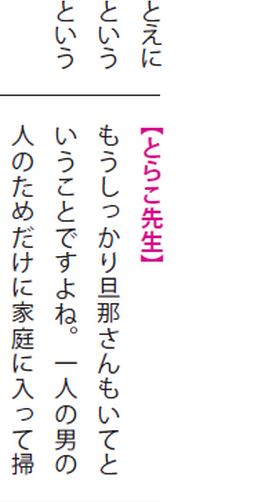 とえに
という
という
【とらこ先生】
もうしっかり旦那さんもいてと
いうことですよね。一人の男の
人のためだけに家庭に入って掃